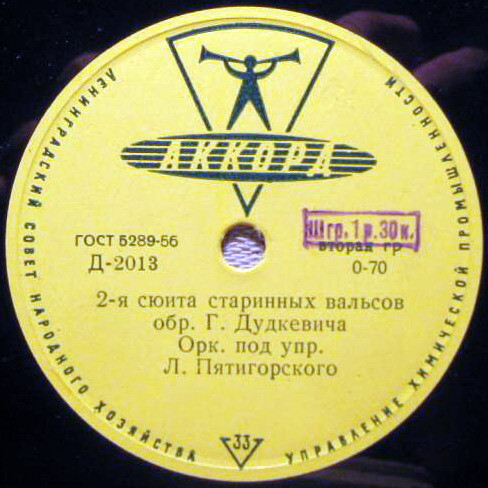 ЛЕНИНГРАДСКИЙ СОВЕТ НАРОДНОГО ХОЗЯЙСТВА
УПРАВЛЕНИЕ ХИМИЧЕСКОЙ ПРОМЫШЛЕННОСТИ
АККОРД
ГОСТ 5289-56
Д-2013
III гр. 1 р. 30 к.
вторая гр
0-70
2-я сюита старинных вальсов
обр. Г. Дудкевича
Орк. под упр.
Л. Пятигорского
33